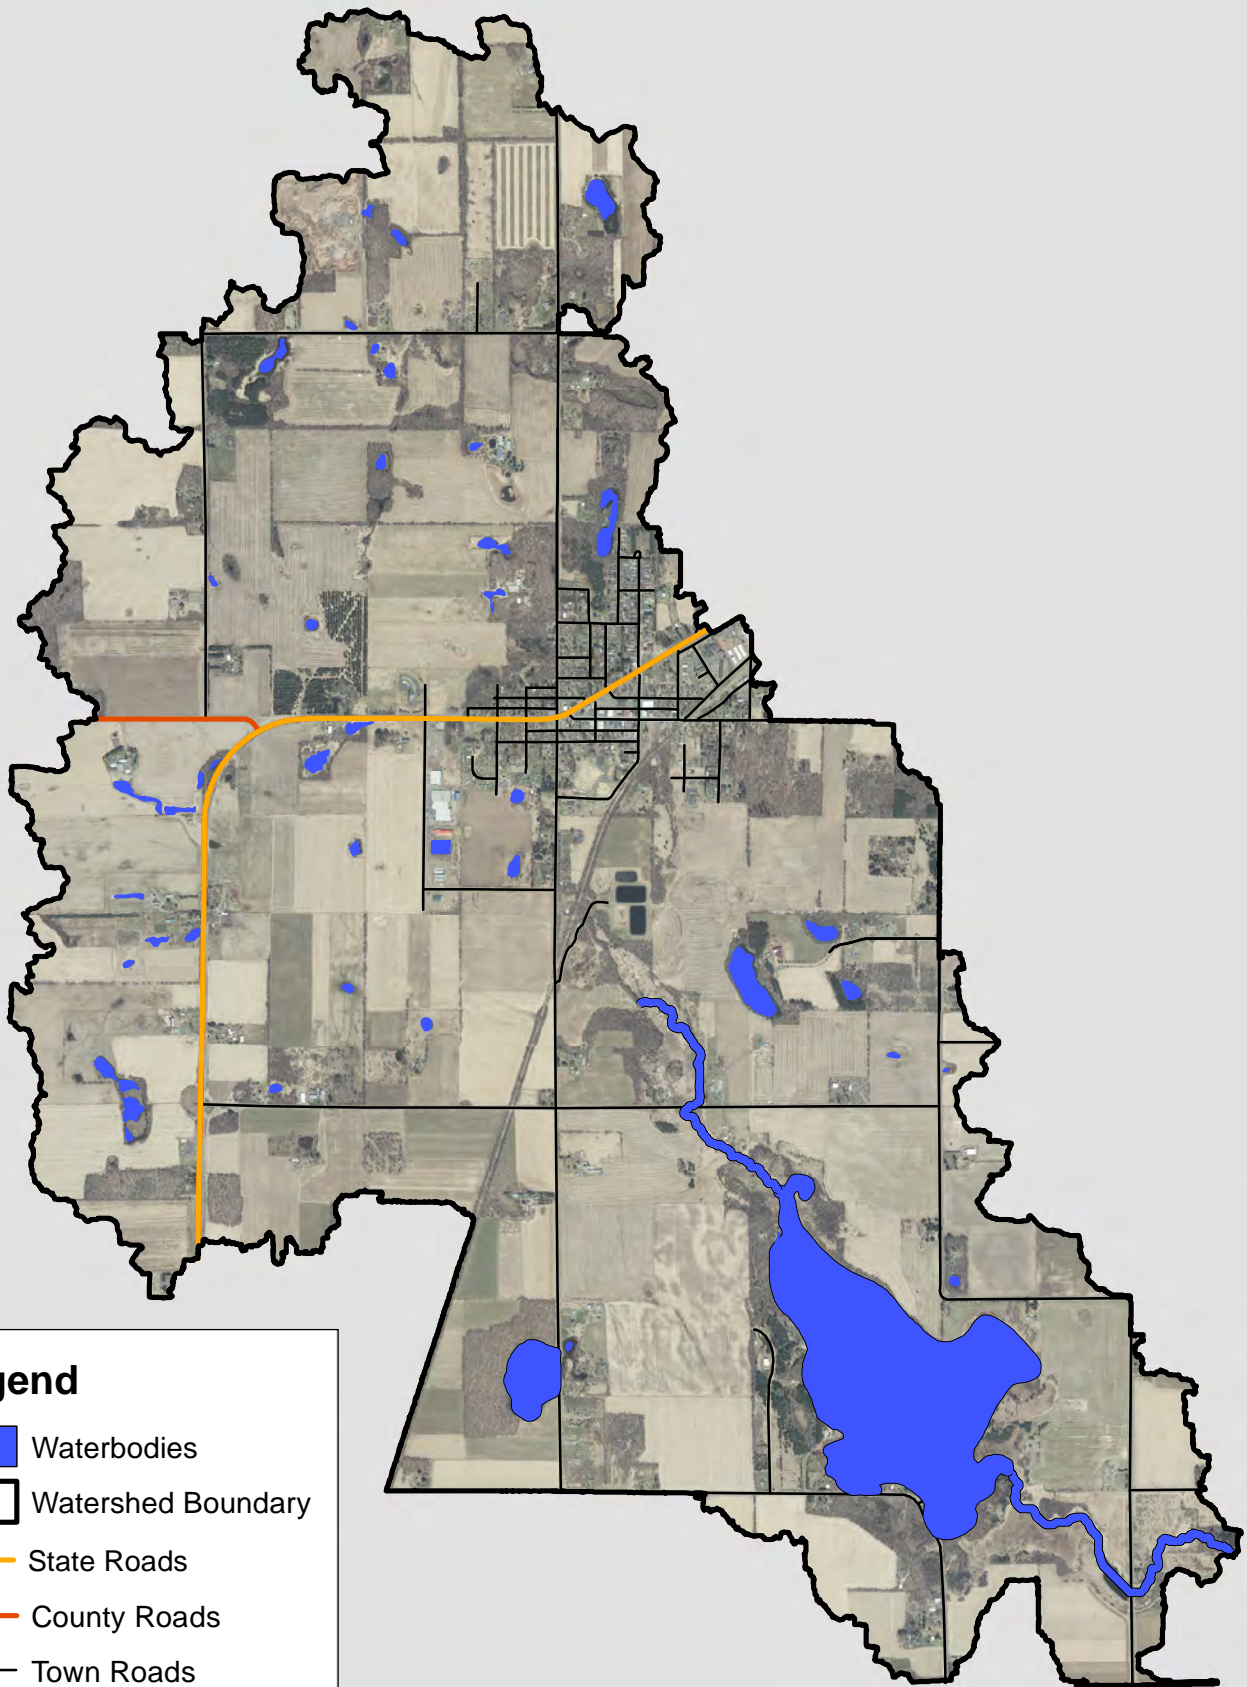 gend
Waterbodies
Watershed Boundary
State Roads
County Roads
Town Roads